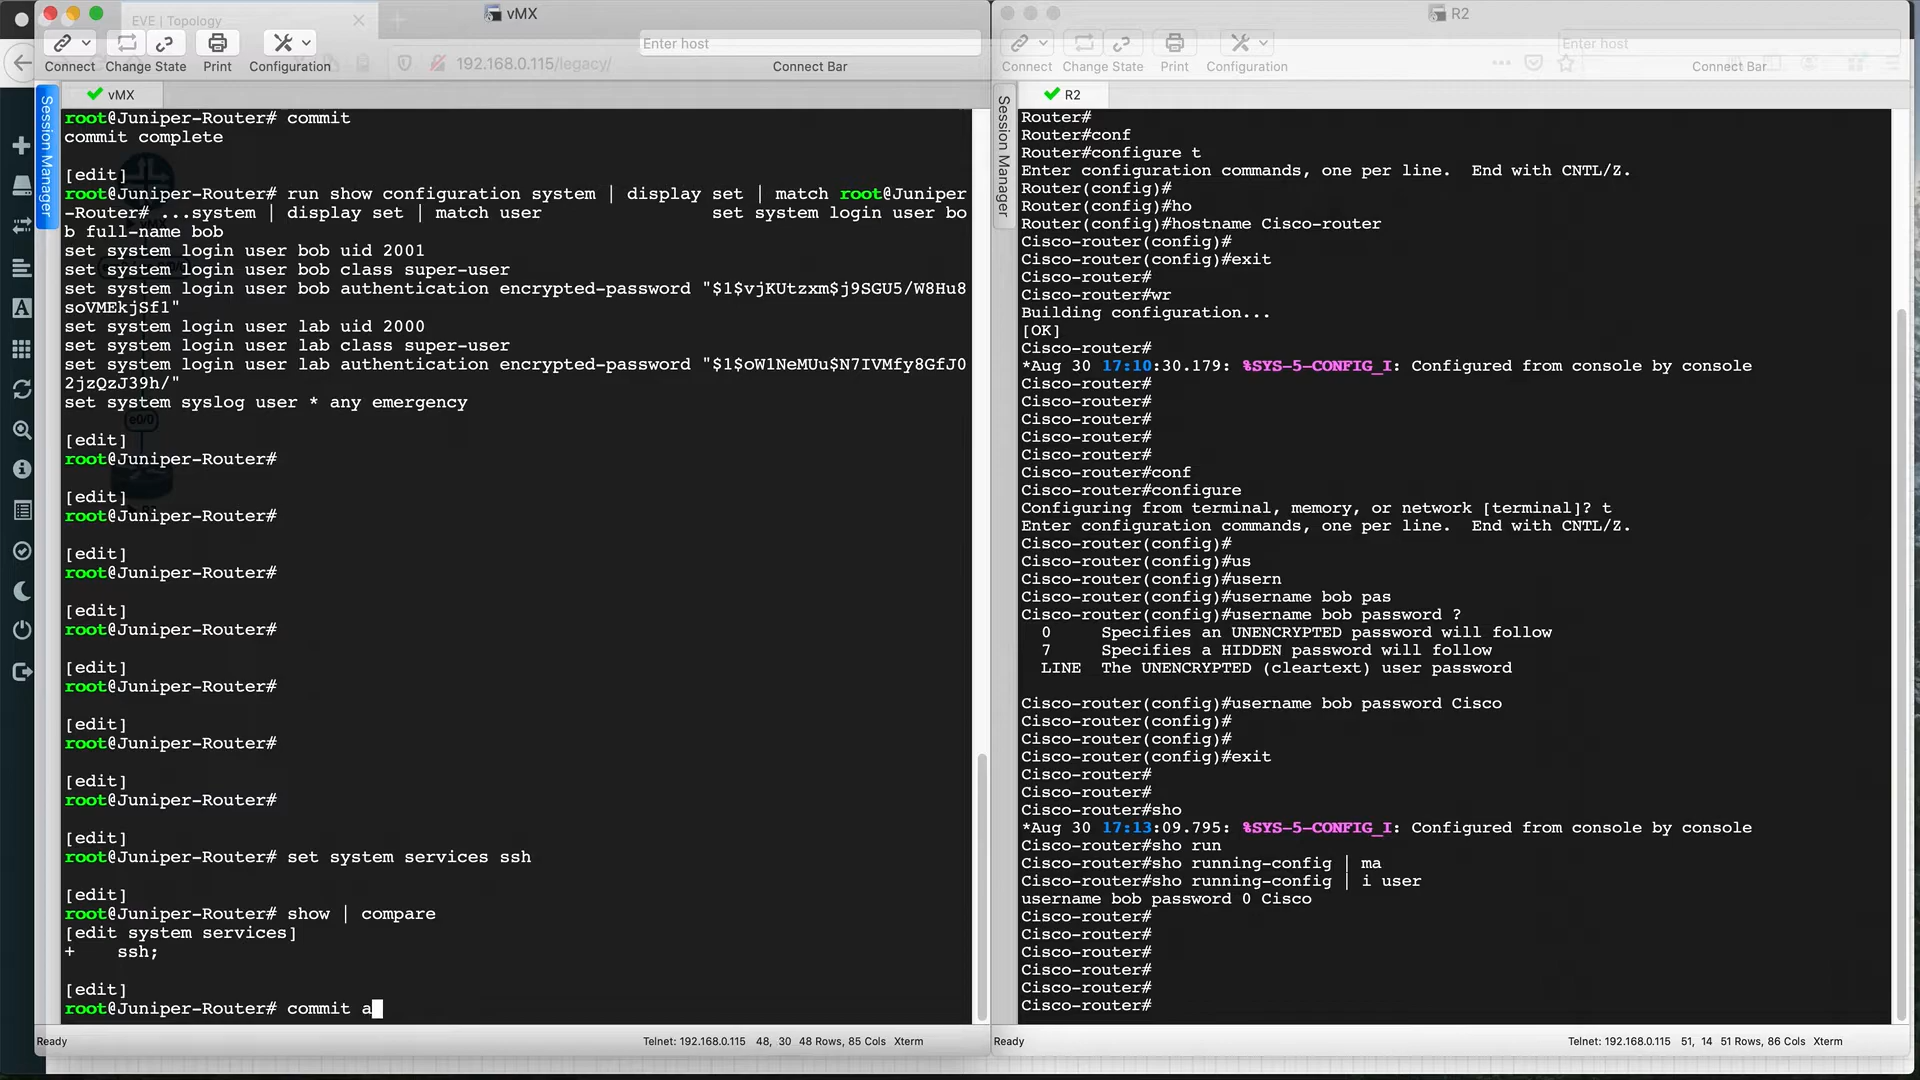 EVE | Topology
vMX
Enter host
Connect Change State Print Configuration Connect Bar
192.168.0.115/legacy/
Session Manager
vMX
root@Juniper-Router# commit
commit complete
[edit]
root@Juniper-Router# run show configuration system | display set | match root@Juniper
-Router# ...system | display set | match user set system login user bo
b full-name bob
set system login user bob uid 2001
set system login user bob class super-user
set system login user bob authentication encrypted-password "$1$vjKUtzxm$j9SGU5/W8Hu8
soVMEkjSf1"
set system login user lab uid 2000
set system login user lab class super-user
set system login user lab authentication encrypted-password "$1$oWlNeMUu$N7IVMfy8GfJ0
2jzQzJ39h/"
set system syslog user * any emergency
e0/0
[edit]
root@Juniper-Router#
[edit]
root@Juniper-Router#
[edit]
root@Juniper-Router#
[edit]
root@Juniper-Router#
[edit]
root@Juniper-Router#
[edit]
root@Juniper-Router#
[edit]
root@Juniper-Router#
[edit]
root@Juniper-Router# set system services ssh
[edit]
root@Juniper-Router# show | compare
[edit system services]
+    ssh;
[edit]
root@Juniper-Router# commit a
Ready
Telnet: 192.168.0.115 48, 30 48 Rows, 85 Cols Xterm
R2
Enter host
Connect Change State Print Configuration Connect Bar
Session Manager
R2
Router#
Router#conf
Router#configure t
Enter configuration commands, one per line.  End with CNTL/Z.
Router(config)#
Router(config)#ho
Router(config)#hostname Cisco-router
Cisco-router(config)#
Cisco-router(config)#exit
Cisco-router#
Cisco-router#wr
Building configuration...
[OK]
Cisco-router#
*Aug 30 17:10:30.179: %SYS-5-CONFIG_I: Configured from console by console
Cisco-router#
Cisco-router#
Cisco-router#
Cisco-router#
Cisco-router#
Cisco-router#conf
Cisco-router#configure
Configuring from terminal, memory, or network [terminal]? t
Enter configuration commands, one per line.  End with CNTL/Z.
Cisco-router(config)#
Cisco-router(config)#us
Cisco-router(config)#usern
Cisco-router(config)#username bob pas
Cisco-router(config)#username bob password ?
0     Specifies an UNENCRYPTED password will follow
7     Specifies a HIDDEN password will follow
LINE  The UNENCRYPTED (cleartext) user password
Cisco-router(config)#username bob password Cisco
Cisco-router(config)#
Cisco-router(config)#
Cisco-router(config)#exit
Cisco-router#
Cisco-router#
Cisco-router#sho
*Aug 30 17:13:09.795: %SYS-5-CONFIG_I: Configured from console by console
Cisco-router#sho run
Cisco-router#sho running-config | ma
Cisco-router#sho running-config | i user
username bob password 0 Cisco
Cisco-router#
Cisco-router#
Cisco-router#
Cisco-router#
Cisco-router#
Cisco-router#
Ready
Telnet: 192.168.0.115 51, 14 51 Rows, 86 Cols Xterm